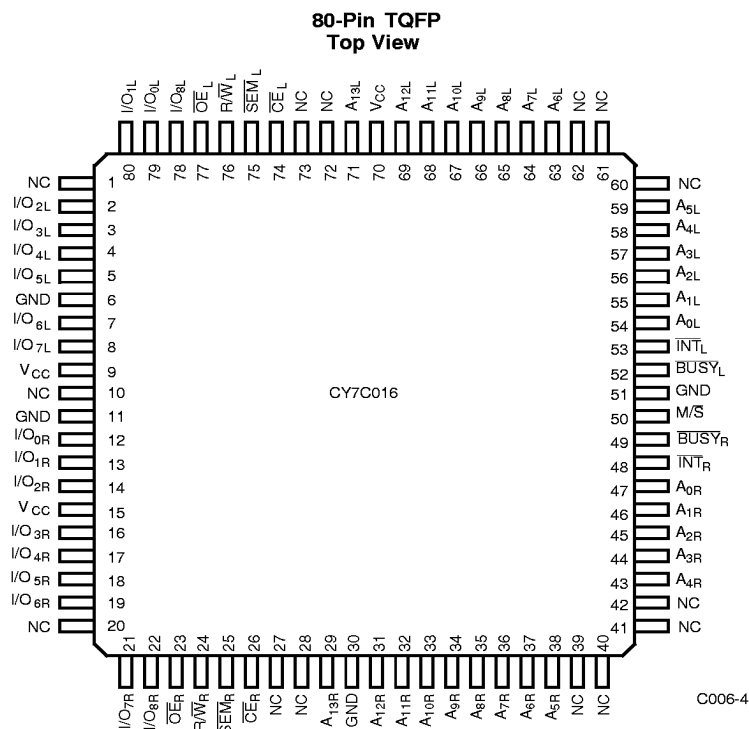 80-Pin TQFP
Top View
I/O1L I/O0L I/O8L OEL R/WL SEML CEL NC NC A13L VCC A12L A11L A10L A9L A8L A7L A6L NC NC
80 79 78 77 76 75 74 73 72 71 70 69 68 67 66 65 64 63 62 61
NC 1 60 NC
I/O2L 2 59 A5L
I/O3L 3 58 A4L
I/O4L 4 57 A3L
I/O5L 5 56 A2L
GND 6 55 A1L
I/O6L 7 54 A0L
I/O7L 8 53 INTL
VCC 9 52 BUSYL
NC 10 CY7C016 51 GND
GND 11 50 M/S
I/O0R 12 49 BUSYR
I/O1R 13 48 INTR
I/O2R 14 47 A0R
VCC 15 46 A1R
I/O3R 16 45 A2R
I/O4R 17 44 A3R
I/O5R 18 43 A4R
I/O6R 19 42 NC
NC 20 41 NC
21 22 23 24 25 26 27 28 29 30 31 32 33 34 35 36 37 38 39 40
I/O7R I/O8R OER R/WR SEMR CER NC NC A13R GND A12R A11R A10R A9R A8R A7R A6R A5R NC NC
C006-4